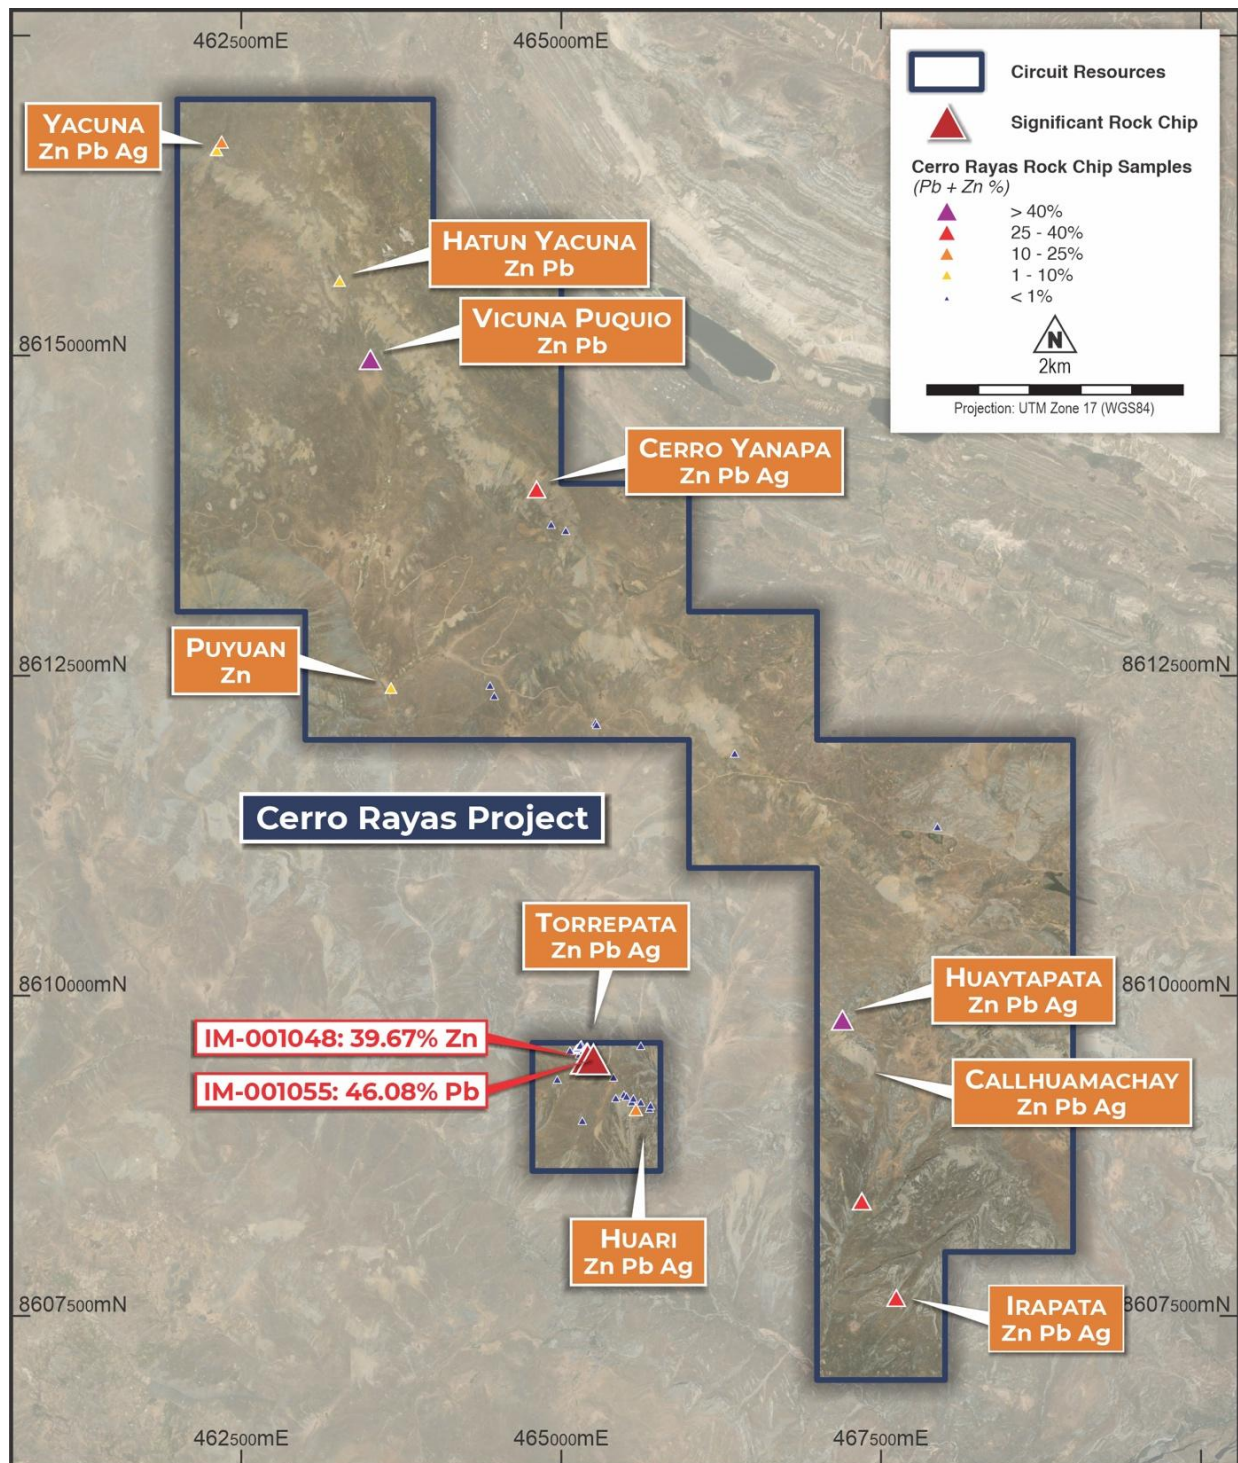 462500mE
465000mE
Circuit Resources
Significant Rock Chip
Cerro Rayas Rock Chip Samples
(Pb + Zn %)
> 40%
25 - 40%
10 - 25%
1 - 10%
< 1%
N
2km
Projection: UTM Zone 17 (WGS84)
YACUNA
Zn Pb Ag
HATUN YACUNA
Zn Pb
VICUNA PUQUIO
Zn Pb
8615000mN
CERRO YANAPA
Zn Pb Ag
PUYUAN
Zn
8612500mN
8612500mN
Cerro Rayas Project
TORREPATA
Zn Pb Ag
8610000mN
HUAYTAPATA
Zn Pb Ag
8610000mN
IM-001048: 39.67% Zn
IM-001055: 46.08% Pb
CALLHUAMACHAY
Zn Pb Ag
HUARI
Zn Pb Ag
8607500mN
IRAPATA
Zn Pb Ag
8607500mN
462500mE
465000mE
467500mE